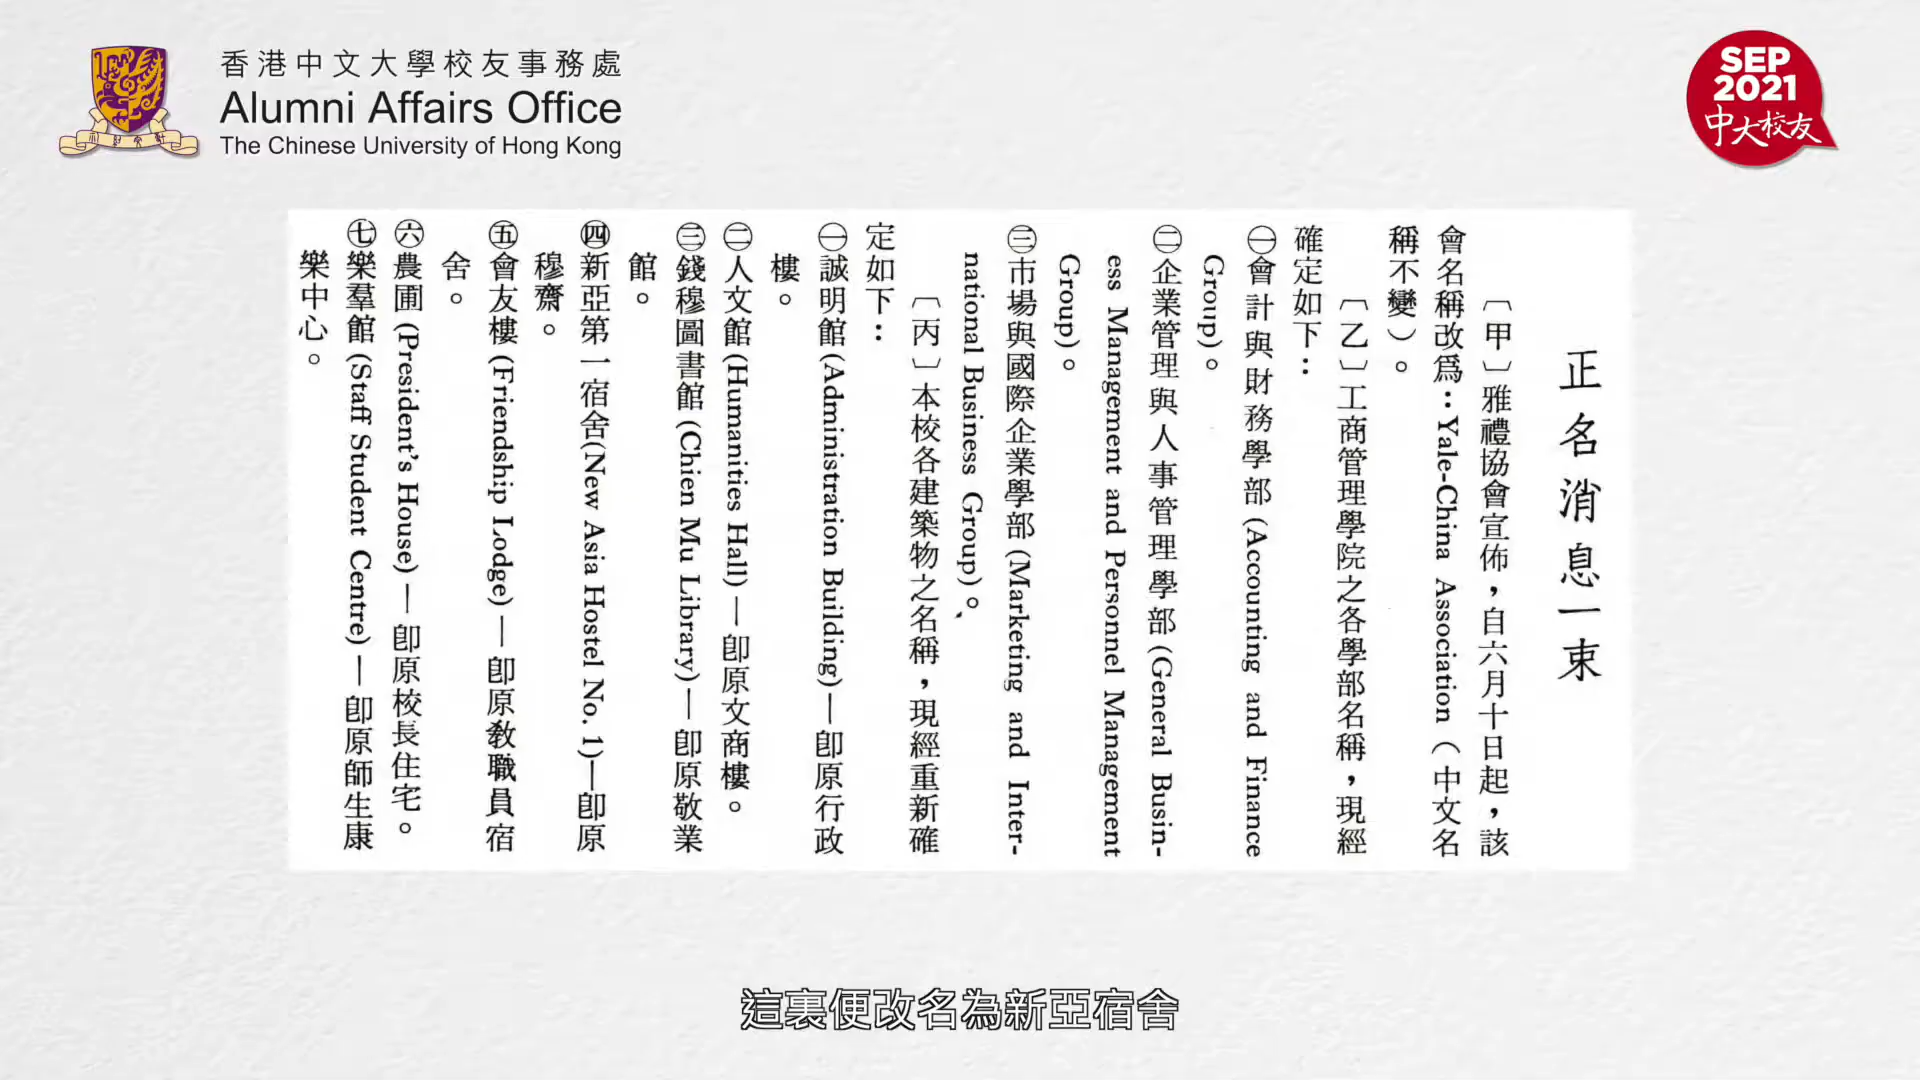 香港中文大學校友事務處
Alumni Affairs Office
The Chinese University of Hong Kong
SEP
2021
中大校友
正名消息一束
〔甲〕雅禮協會宣佈，自六月十日起，該
會名稱改爲：Yale-China Association（中文名
稱不變）。
〔乙〕工商管理學院之各學部名稱，現經
確定如下：
㊀會計與財務學部 (Accounting and Finance
Group)。
㊁企業管理與人事管理學部 (General Busin-
ess Management and Personnel Management
Group)。
㊂市場與國際企業學部 (Marketing and Inter-
national Business Group)。
〔丙〕本校各建築物之名稱，現經重新確
定如下：
㊀誠明館 (Administration Building)—卽原行政
樓。
㊁人文館 (Humanities Hall)—卽原文商樓。
㊂錢穆圖書館 (Chien Mu Library)—卽原敬業
館。
㊃新亞第一宿舍(New Asia Hostel No. 1)—卽原
穆齋。
㊄會友樓 (Friendship Lodge)—卽原教職員宿
舍。
㊅農圃 (President's House)—卽原校長住宅。
㊆樂羣館 (Staff Student Centre)—卽原師生康
樂中心。
這裏便改名為新亞宿舍